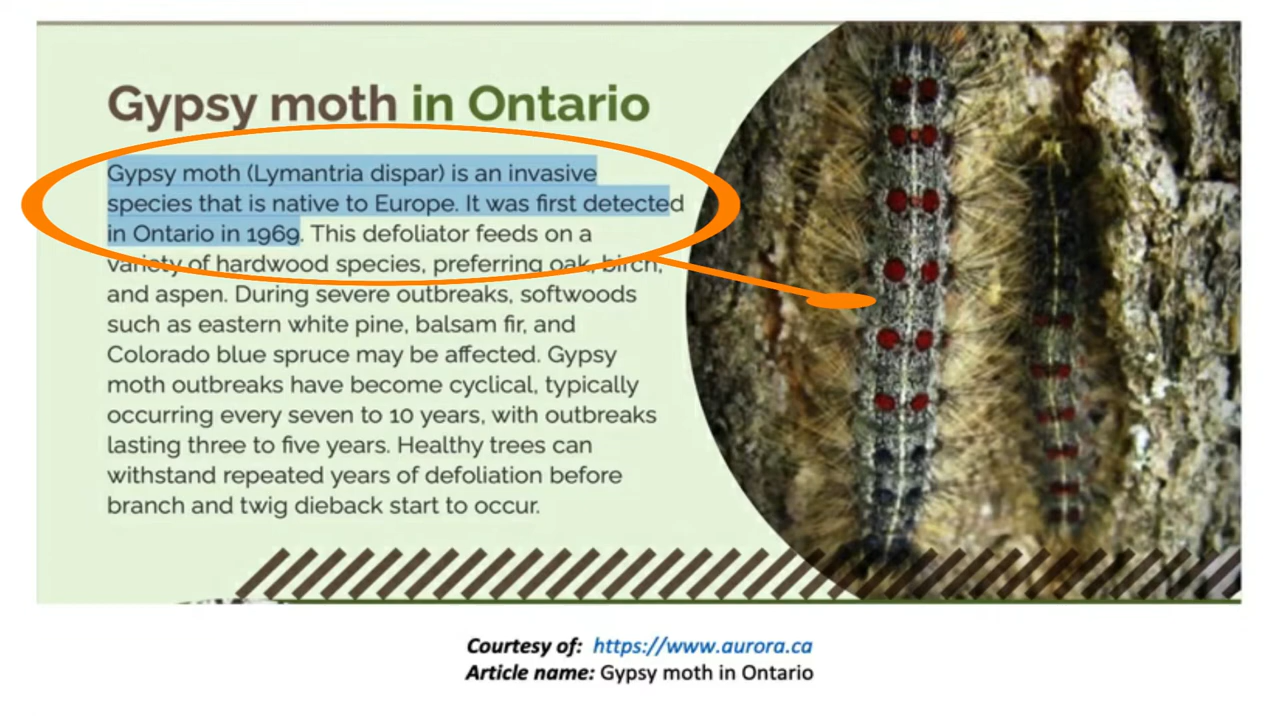 Gypsy moth in Ontario
Gypsy moth (Lymantria dispar) is an invasive
species that is native to Europe. It was first detected
in Ontario in 1969. This defoliator feeds on a
variety of hardwood species, preferring oak, birch,
and aspen. During severe outbreaks, softwoods
such as eastern white pine, balsam fir, and
Colorado blue spruce may be affected. Gypsy
moth outbreaks have become cyclical, typically
occurring every seven to 10 years, with outbreaks
lasting three to five years. Healthy trees can
withstand repeated years of defoliation before
branch and twig dieback start to occur.
Courtesy of: https://www.aurora.ca
Article name: Gypsy moth in Ontario